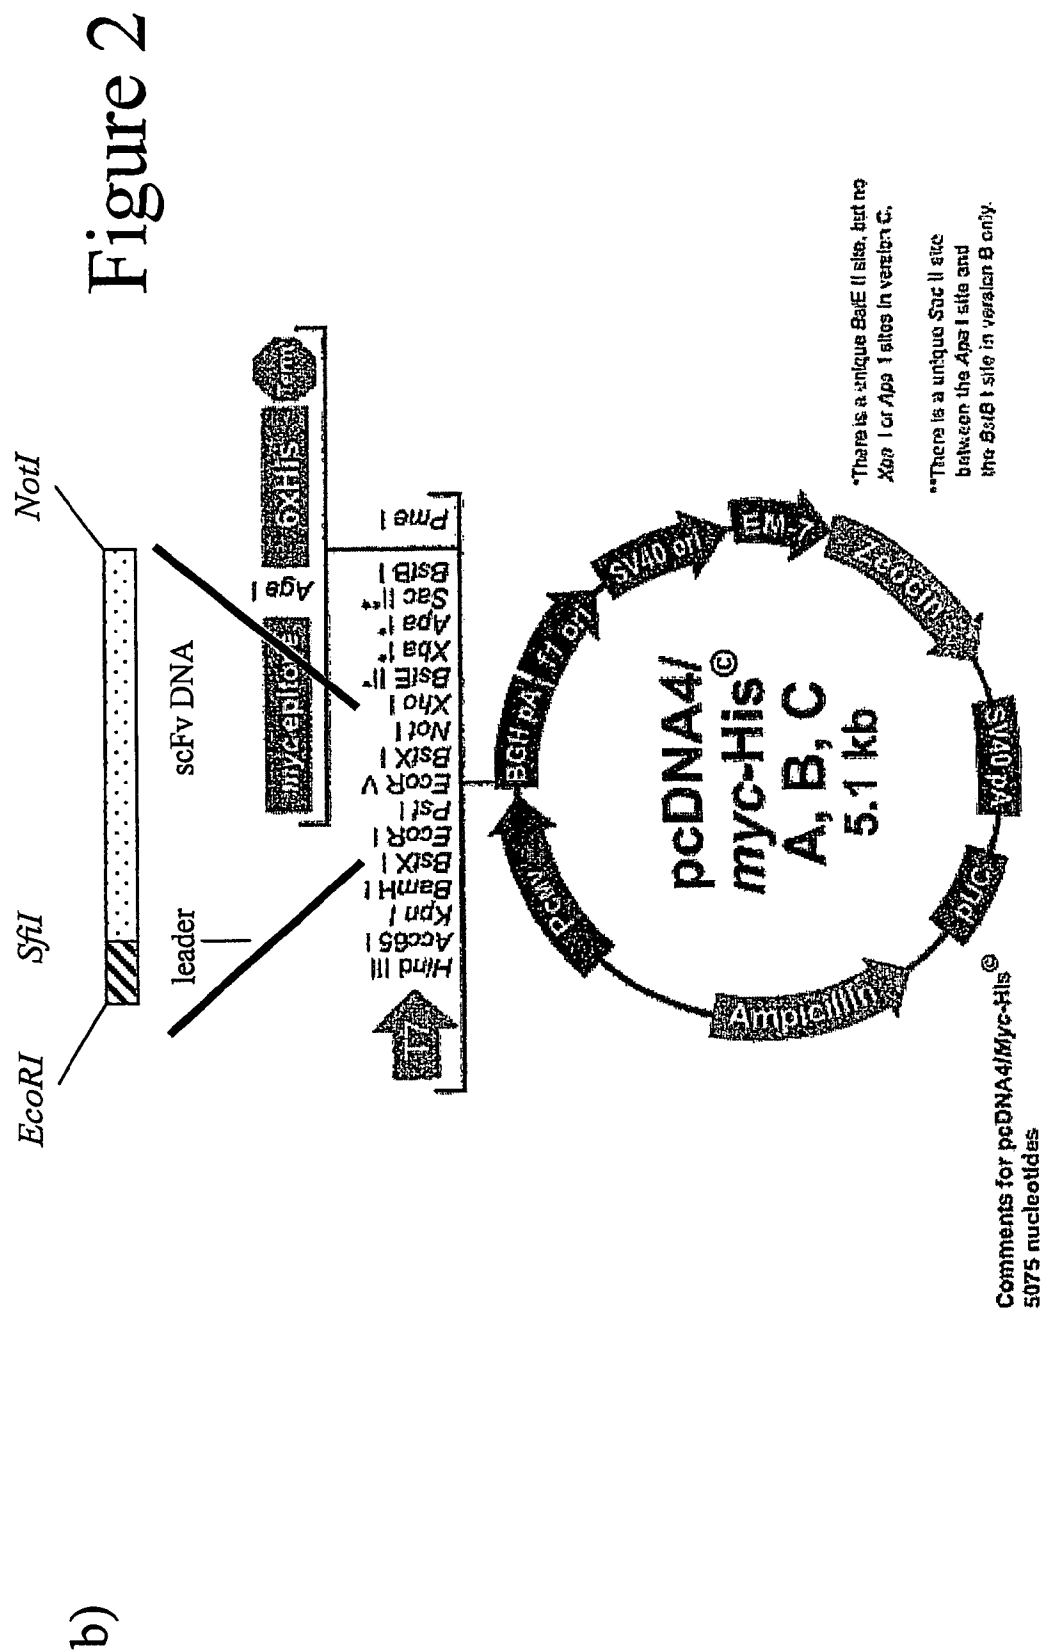 Figure 2
b)
EcoRI
SfiI
NotI
leader
scFv DNA
myc epitope
Age I
6xHis
Term
T7
Hind III
Acc65 I
Kpn I
BamH I
BstX I
EcoR I
Pst I
EcoR V
BstX I
Not I
Xho I
BstE II*
Xba I*
Apa I*
Sac II**
BstB I
Pme I
PCMV
BGH pA
f1 ori
SV40 ori
EM-7
Zeocin
SV40 pA
pUC
Ampicillin
pcDNA4/
myc-His©
A, B, C
5.1 kb
*There is a unique BstE II site, but no
Xba I or Apa I sites in version C.
**There is a unique Sac II site
between the Apa I site and
the BstB I site in version B only.
Comments for pcDNA4/Myc-His©
5075 nucleotides